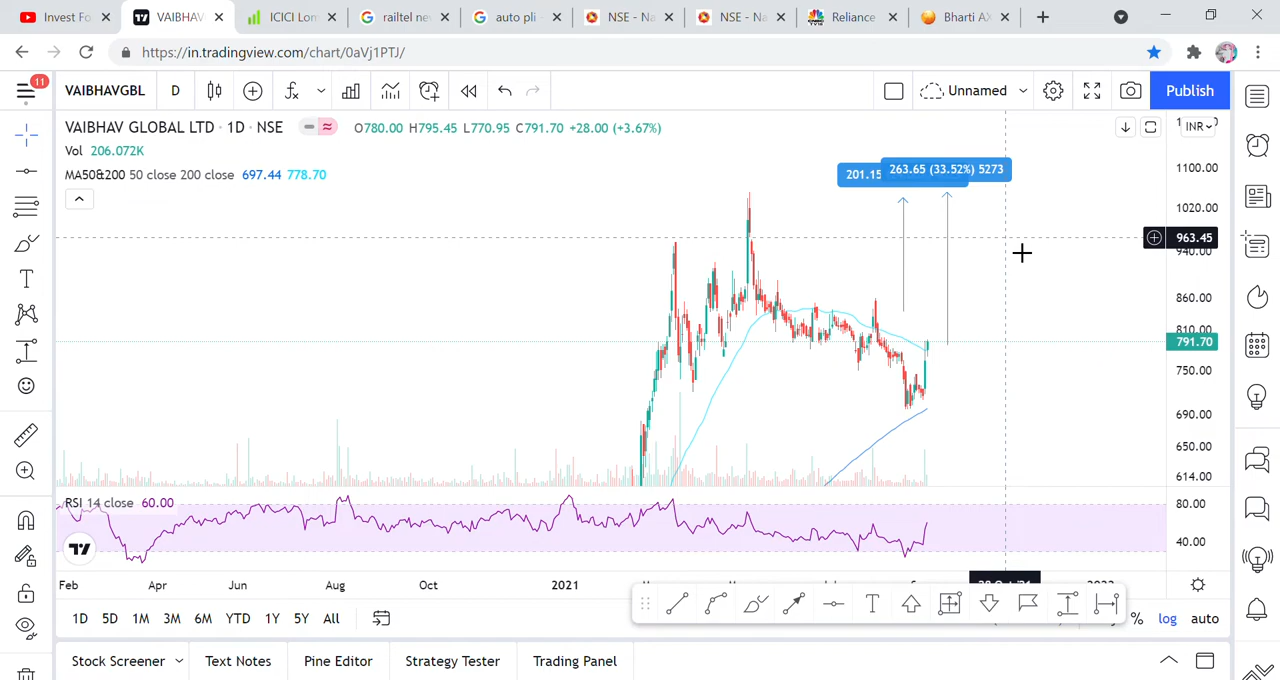 Invest Fo
VAIBHAV
ICICI Lom
railtel nev
auto pli -
NSE - Na
NSE - Na
Reliance
Bharti AX
https://in.tradingview.com/chart/0aVj1PTJ/
11
VAIBHAVGBL
D
Unnamed
Publish
VAIBHAV GLOBAL LTD · 1D · NSE
O780.00 H795.45 L770.95 C791.70 +28.00 (+3.67%)
INR
Vol 206.072K
MA50&200 50 close 200 close 697.44 778.70
201.15
263.65 (33.52%) 5273
1100.00
1020.00
963.45
940.00
860.00
810.00
791.70
750.00
690.00
650.00
614.00
RSI 14 close 60.00
80.00
40.00
Feb
Apr
Jun
Aug
Oct
2021
1D
5D
1M
3M
6M
YTD
1Y
5Y
All
%
log
auto
Stock Screener
Text Notes
Pine Editor
Strategy Tester
Trading Panel